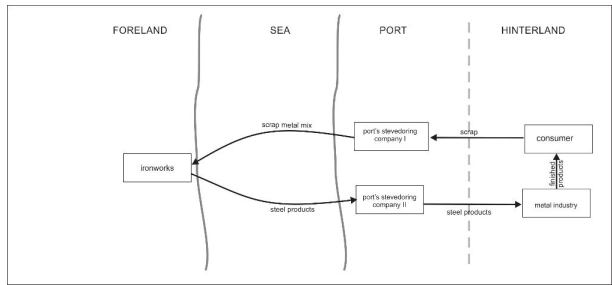 FORELAND SEA PORT HINTERLAND
scrap metal mix
port's stevedoring
company I
scrap
consumer
ironworks
finished
products
steel products
port's stevedoring
company II
steel products
metal industry